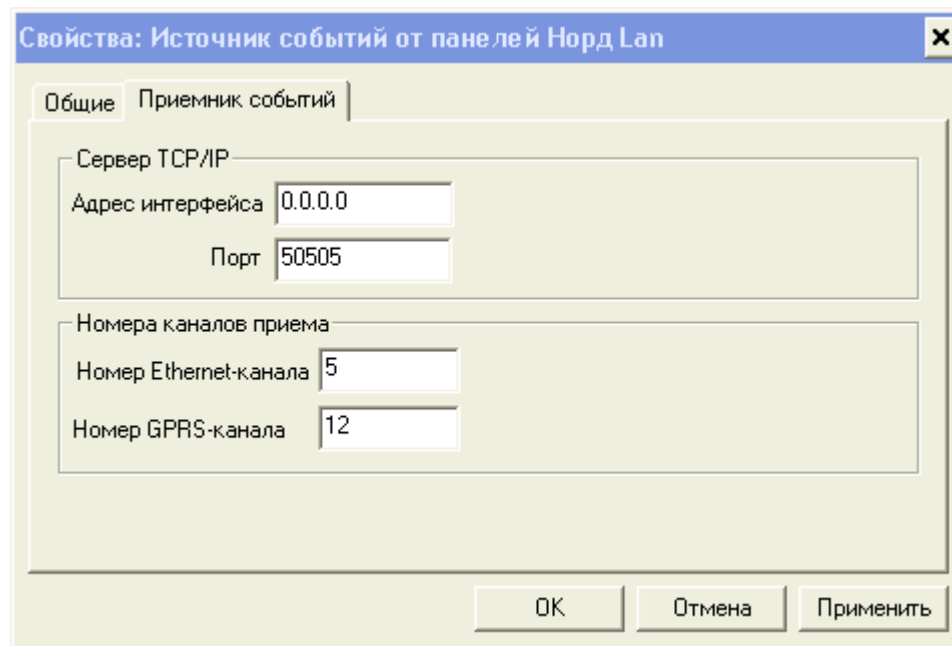 Свойства: Источник событий от панелей Норд Lan
Общие
Приемник событий
Сервер TCP/IP
Адрес интерфейса 0.0.0.0
Порт 50505
Номера каналов приема
Номер Ethernet-канала 5
Номер GPRS-канала 12
OK Отмена Применить